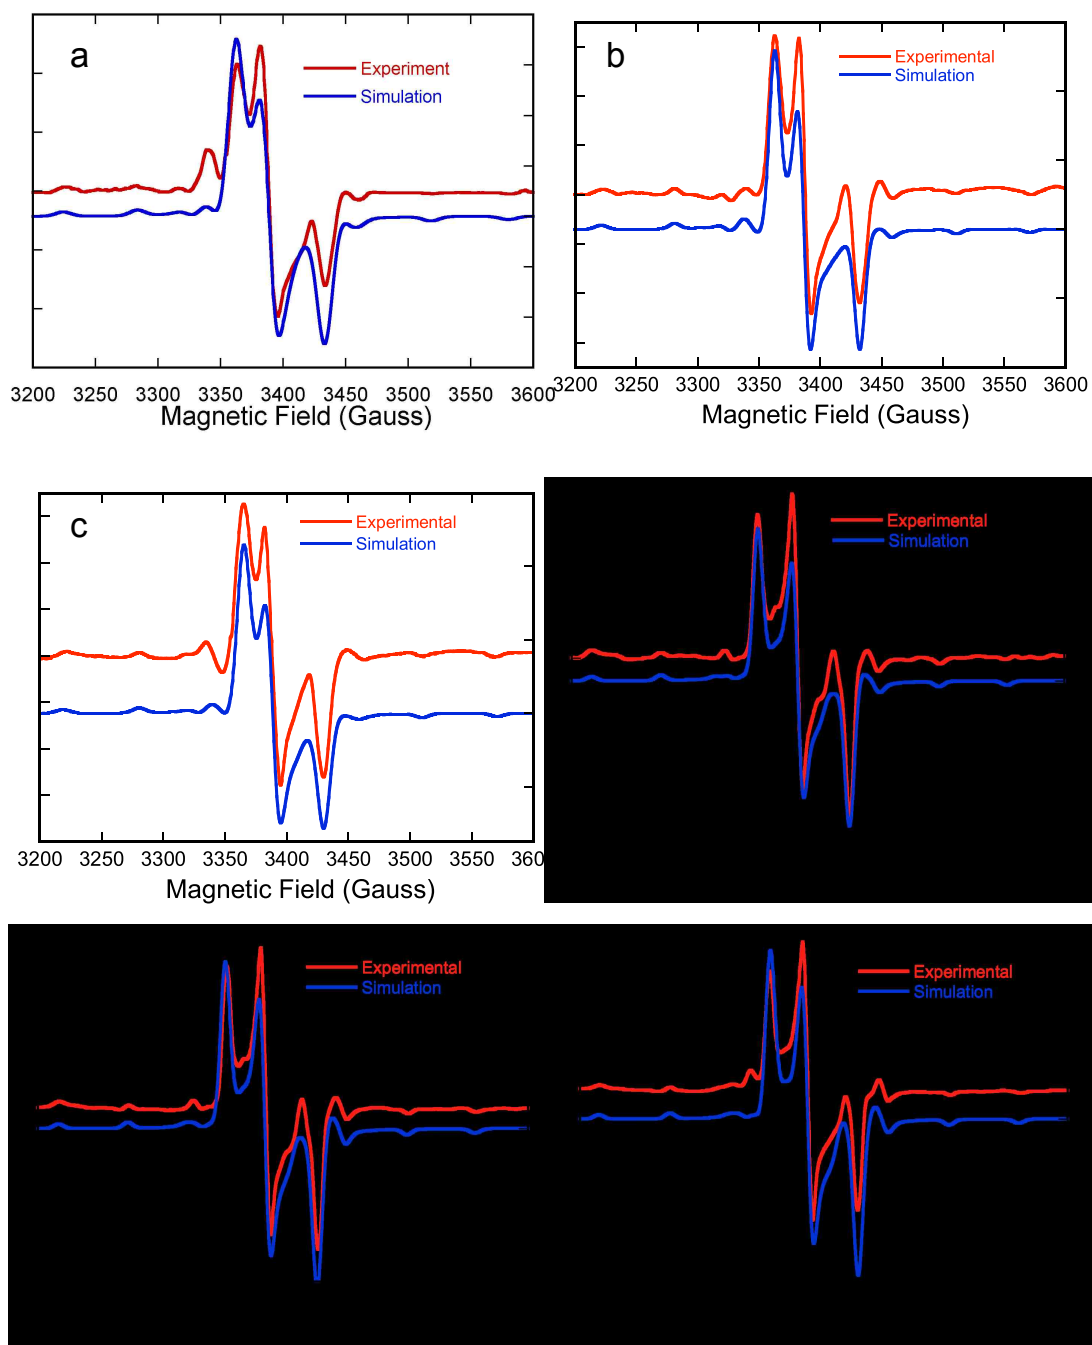 a
Experiment
Simulation
3200 3250 3300 3350 3400 3450 3500 3550 3600
Magnetic Field (Gauss)
b
Experimental
Simulation
3200 3250 3300 3350 3400 3450 3500 3550 3600
Magnetic Field (Gauss)
c
Experimental
Simulation
3200 3250 3300 3350 3400 3450 3500 3550 360
Magnetic Field (Gauss)
Experimental
Simulation
Experimental
Simulation
Experimental
Simulation